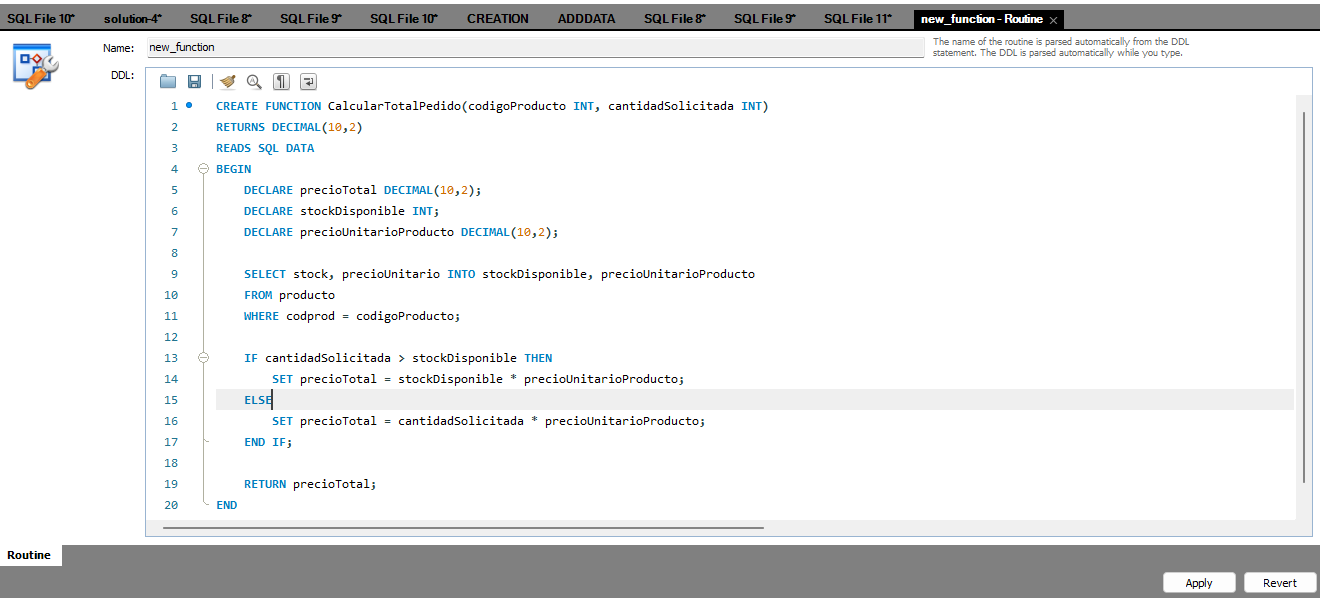 SQL File 10* solution-4* SQL File 8* SQL File 9* SQL File 10* CREATION ADDDATA SQL File 8* SQL File 9* SQL File 11* new_function - Routine ×
Name: new_function The name of the routine is parsed automatically from the DDL
statement. The DDL is parsed automatically while you type.
DDL:
1 CREATE FUNCTION CalcularTotalPedido(codigoProducto INT, cantidadSolicitada INT)
2 RETURNS DECIMAL(10,2)
3 READS SQL DATA
4 BEGIN
5 DECLARE precioTotal DECIMAL(10,2);
6 DECLARE stockDisponible INT;
7 DECLARE precioUnitarioProducto DECIMAL(10,2);
8
9 SELECT stock, precioUnitario INTO stockDisponible, precioUnitarioProducto
10 FROM producto
11 WHERE codprod = codigoProducto;
12
13 IF cantidadSolicitada > stockDisponible THEN
14 SET precioTotal = stockDisponible * precioUnitarioProducto;
15 ELSE
16 SET precioTotal = cantidadSolicitada * precioUnitarioProducto;
17 END IF;
18
19 RETURN precioTotal;
20 END
Routine
Apply Revert